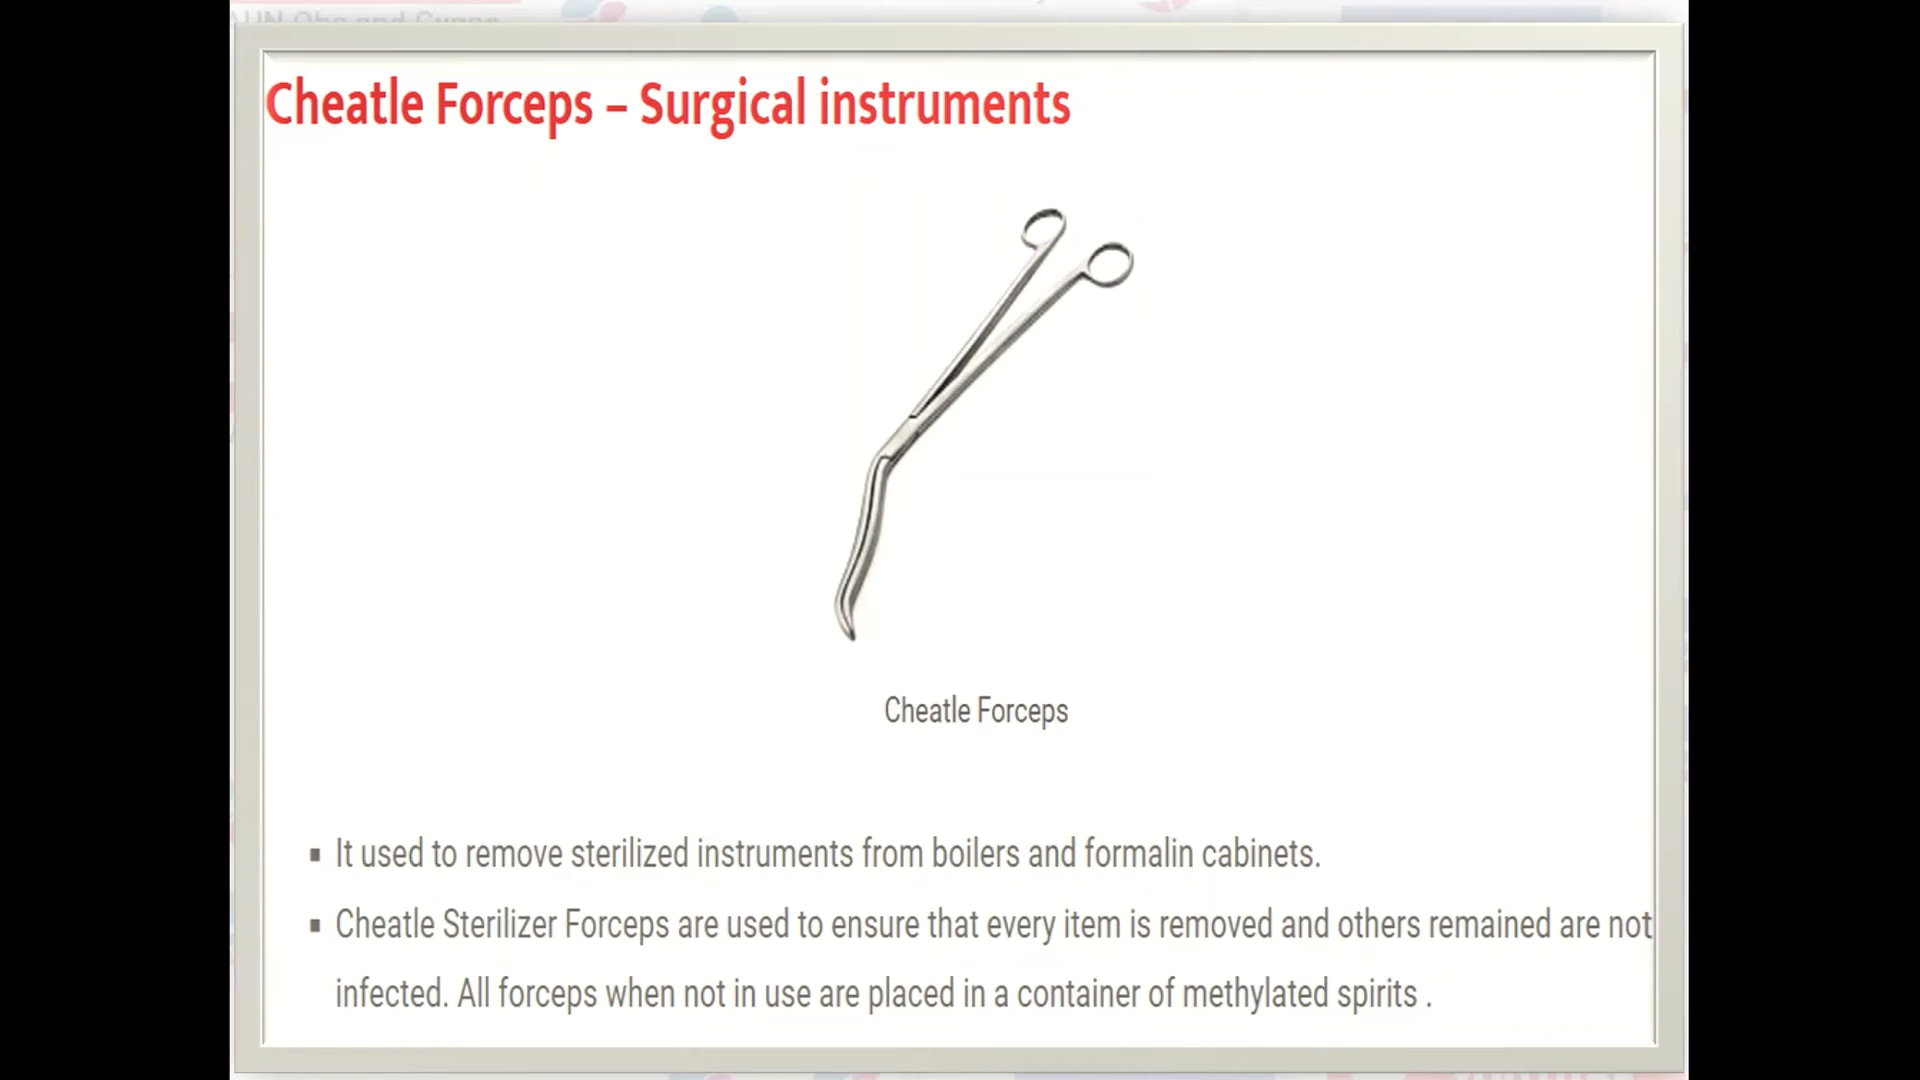 Cheatle Forceps – Surgical instruments
Cheatle Forceps
▪ It used to remove sterilized instruments from boilers and formalin cabinets.
▪ Cheatle Sterilizer Forceps are used to ensure that every item is removed and others remained are not
infected. All forceps when not in use are placed in a container of methylated spirits .